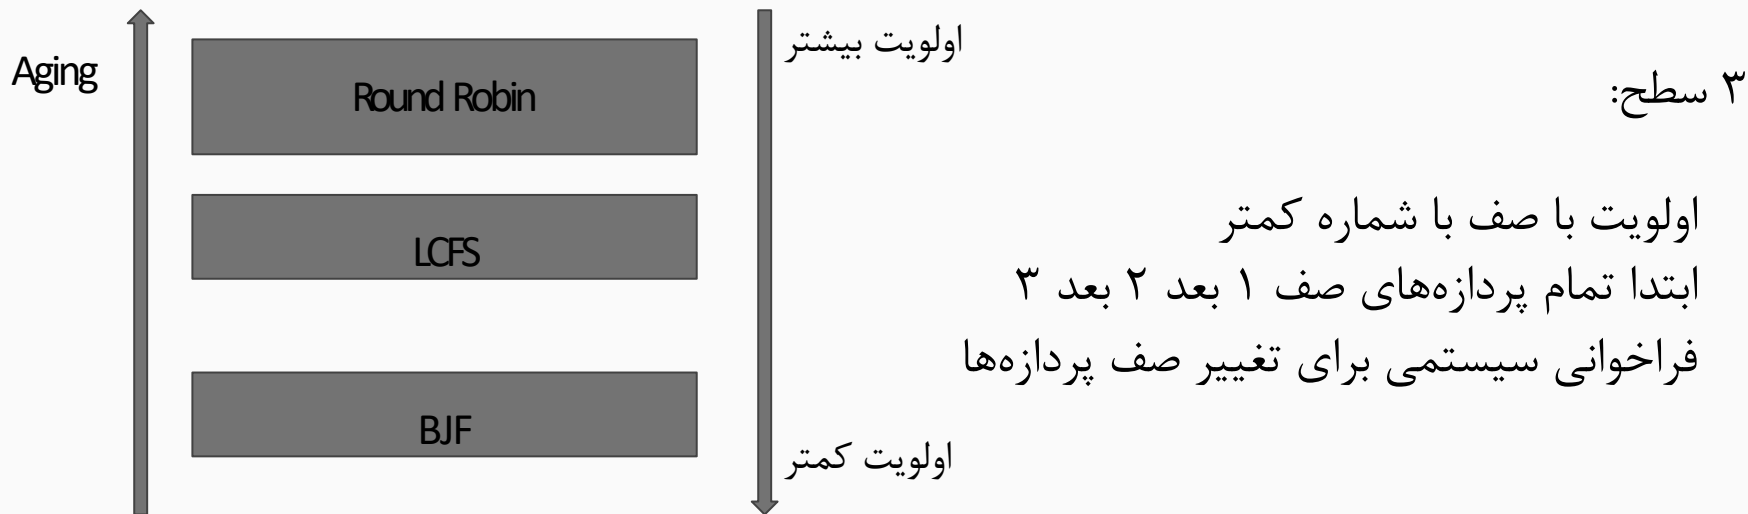 ۳ سطح:
اولویت با صف با شماره کمتر
ابتدا تمام پردازه‌های صف ۱ بعد ۲ بعد ۳
فراخوانی سیستمی برای تغییر صف پردازه‌ها
اولویت بیشتر
اولویت کمتر
Aging
Round Robin
LCFS
BJF